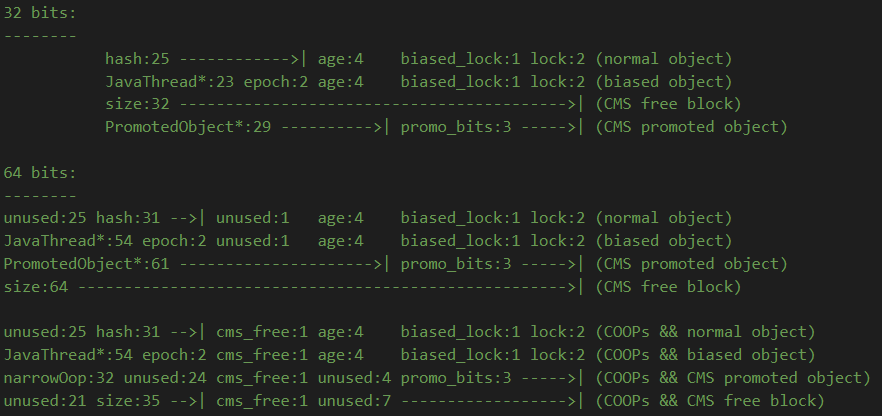 32 bits:
--------
hash:25 ------------>| age:4    biased_lock:1 lock:2 (normal object)
JavaThread*:23 epoch:2 age:4    biased_lock:1 lock:2 (biased object)
size:32 ------------------------------------------>| (CMS free block)
PromotedObject*:29 ---------->| promo_bits:3 ----->| (CMS promoted object)
64 bits:
--------
unused:25 hash:31 -->| unused:1   age:4    biased_lock:1 lock:2 (normal object)
JavaThread*:54 epoch:2 unused:1   age:4    biased_lock:1 lock:2 (biased object)
PromotedObject*:61 --------------------->| promo_bits:3 ----->| (CMS promoted object)
size:64 ----------------------------------------------------->| (CMS free block)
unused:25 hash:31 -->| cms_free:1 age:4    biased_lock:1 lock:2 (COOPs && normal object)
JavaThread*:54 epoch:2 cms_free:1 age:4    biased_lock:1 lock:2 (COOPs && biased object)
narrowOop:32 unused:24 cms_free:1 unused:4 promo_bits:3 ----->| (COOPs && CMS promoted object)
unused:21 size:35 -->| cms_free:1 unused:7 ------------------>| (COOPs && CMS free block)